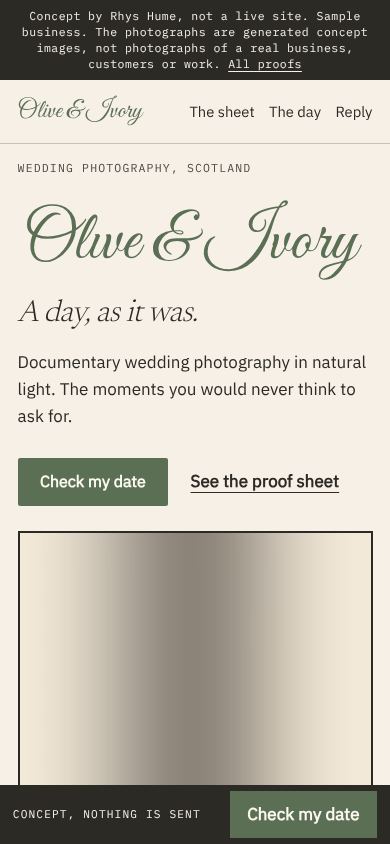 Concept by Rhys Hume, not a live site. Sample
business. The photographs are generated concept
images, not photographs of a real business,
customers or work. All proofs
Olive & Ivory
The sheet The day Reply
WEDDING PHOTOGRAPHY, SCOTLAND
Olive & Ivory
A day, as it was.
Documentary wedding photography in natural
light. The moments you would never think to
ask for.
Check my date See the proof sheet
CONCEPT, NOTHING IS SENT Check my date